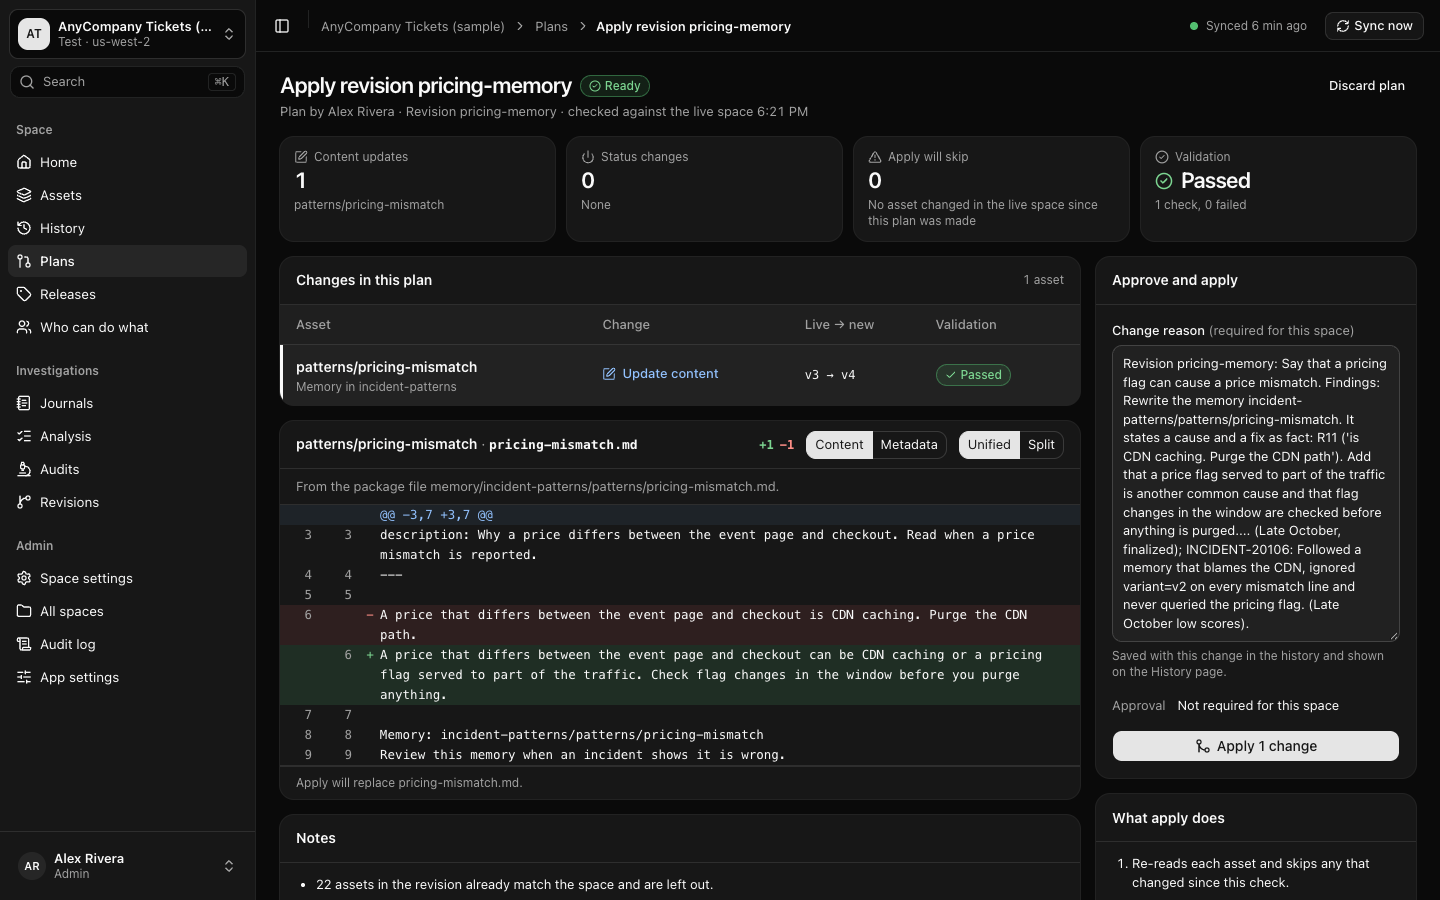 AT
AnyCompany Tickets (...
Test · us-west-2
Search
⌘K
Space
Home
Assets
History
Plans
Releases
Who can do what
Investigations
Journals
Analysis
Audits
Revisions
Admin
Space settings
All spaces
Audit log
App settings
AR
Alex Rivera
Admin
AnyCompany Tickets (sample) > Plans > Apply revision pricing-memory
Synced 6 min ago
Sync now
Apply revision pricing-memory
Ready
Discard plan
Plan by Alex Rivera · Revision pricing-memory · checked against the live space 6:21 PM
Content updates
1
patterns/pricing-mismatch
Status changes
0
None
Apply will skip
0
No asset changed in the live space since
this plan was made
Validation
Passed
1 check, 0 failed
Changes in this plan
1 asset
Asset Change Live → new Validation
patterns/pricing-mismatch
Memory in incident-patterns
Update content
v3 → v4
Passed
patterns/pricing-mismatch · pricing-mismatch.md
+1 −1
Content Metadata
Unified Split
From the package file memory/incident-patterns/patterns/pricing-mismatch.md.
@@ −3,7 +3,7 @@
3 3 description: Why a price differs between the event page and checkout. Read when a price
mismatch is reported.
4 4 ---
5 5
6 − A price that differs between the event page and checkout is CDN caching. Purge the CDN
path.
6 + A price that differs between the event page and checkout can be CDN caching or a pricing
flag served to part of the traffic. Check flag changes in the window before you purge
anything.
7 7
8 8 Memory: incident-patterns/patterns/pricing-mismatch
9 9 Review this memory when an incident shows it is wrong.
Apply will replace pricing-mismatch.md.
Notes
• 22 assets in the revision already match the space and are left out.
Approve and apply
Change reason (required for this space)
Revision pricing-memory: Say that a pricing
flag can cause a price mismatch. Findings:
Rewrite the memory incident-
patterns/patterns/pricing-mismatch. It
states a cause and a fix as fact: R11 ('is
CDN caching. Purge the CDN path'). Add
that a price flag served to part of the traffic
is another common cause and that flag
changes in the window are checked before
anything is purged.... (Late October,
finalized); INCIDENT-20106: Followed a
memory that blames the CDN, ignored
variant=v2 on every mismatch line and
never queried the pricing flag. (Late
October low scores).
Saved with this change in the history and shown
on the History page.
Approval Not required for this space
Apply 1 change
What apply does
1. Re-reads each asset and skips any that
changed since this check.